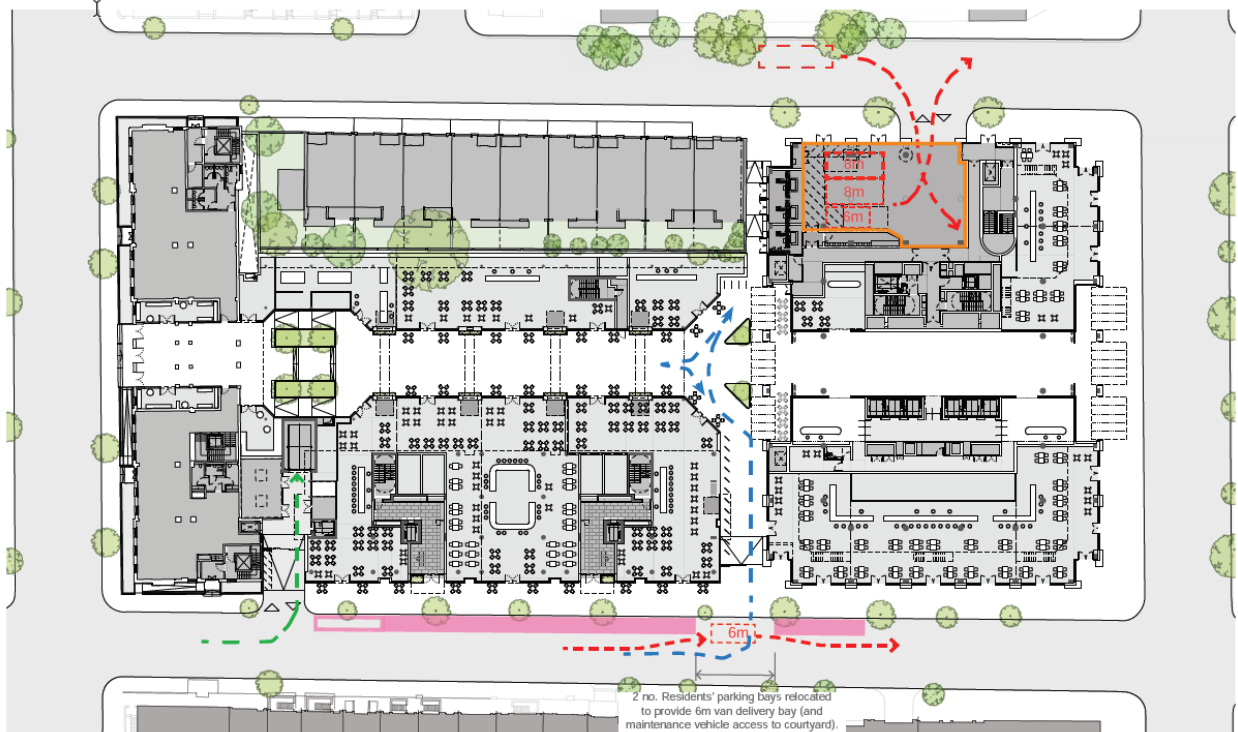 8m
8m
6m
6m
2 no. Residents' parking bays relocated
to provide 6m van delivery bay (and
maintenance vehicle access to courtyard).